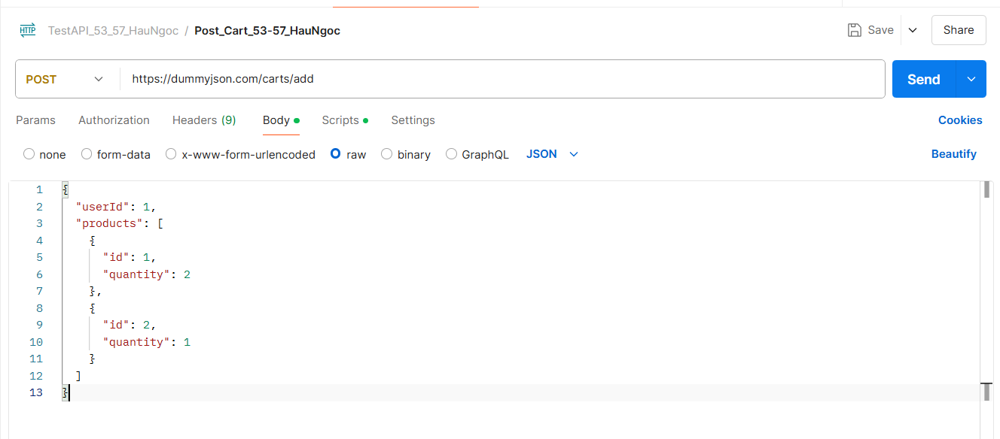 HTTP TestAPI_53_57_HauNgoc / Post_Cart_53-57_HauNgoc Save Share
POST https://dummyjson.com/carts/add Send
Params Authorization Headers (9) Body Scripts Settings Cookies
none form-data x-www-form-urlencoded raw binary GraphQL JSON Beautify
1 {
2 "userId": 1,
3 "products": [
4 {
5 "id": 1,
6 "quantity": 2
7 },
8 {
9 "id": 2,
10 "quantity": 1
11 }
12 ]
13 }